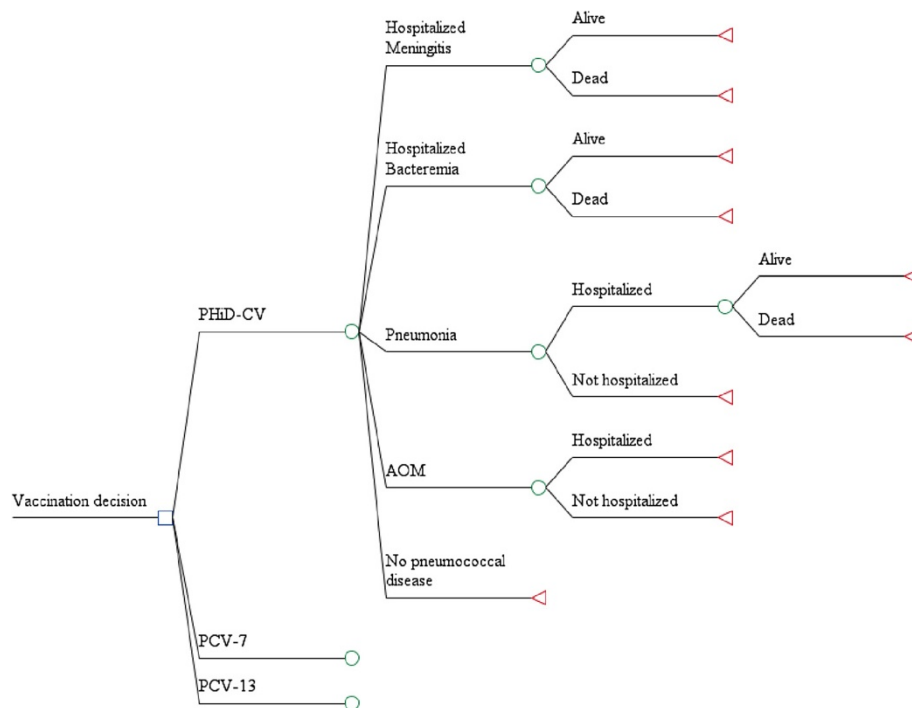 Alive
Hospitalized
Meningitis
Dead
Alive
Hospitalized
Bacteremia
Dead
Alive
Hospitalized
PHiD-CV
Dead
Pneumonia
Not hospitalized
Hospitalized
AOM
Vaccination decision
Not hospitalized
No pneumococcal
disease
PCV-7
PCV-13